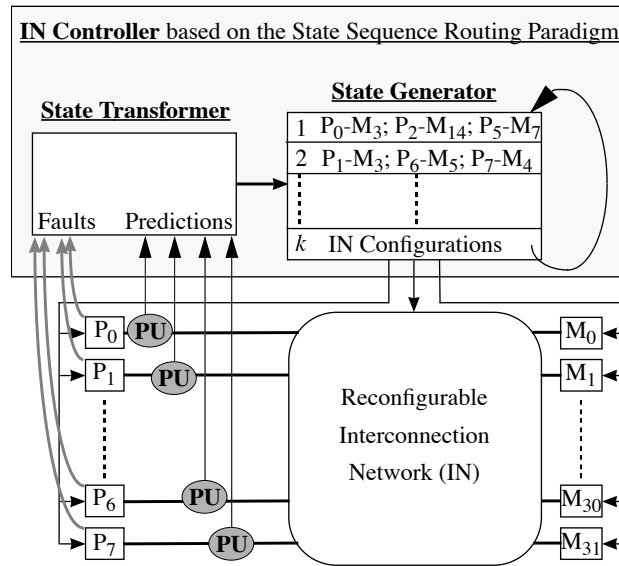 IN Controller based on the State Sequence Routing Paradigm
State Generator
State Transformer
1 P0-M3; P2-M14; P5-M7
2 P1-M3; P6-M5; P7-M4
Faults Predictions
k IN Configurations
P0 PU M0
P1 PU M1
Reconfigurable
Interconnection
Network (IN)
P6 PU M30
P7 PU M31